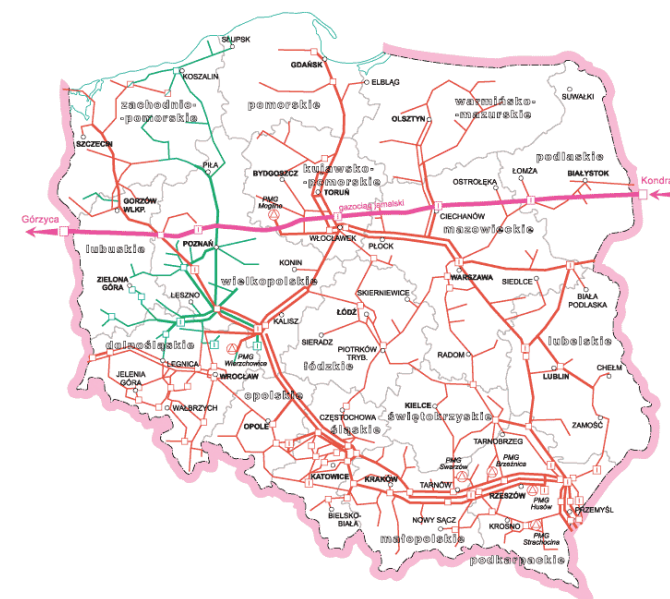 SŁUPSK
KOSZALIN
GDAŃSK
ELBLĄG
zachodnio-
pomorskie
pomorskie
warmińsko-
mazurskie
SUWAŁKI
OLSZTYN
SZCZECIN
podlaskie
PIŁA
BYDGOSZCZ
kujawsko-
pomorskie
TORUŃ
PMG
Mogilno
OSTROŁĘKA
ŁOMŻA
BIAŁYSTOK
Kondra
GORZÓW
WLKP.
gazociąg jamalski
Górzyca
CIECHANÓW
mazowieckie
lubuskie
POZNAŃ
WŁOCŁAWEK
PŁOCK
wielkopolskie
KONIN
WARSZAWA
SIEDLCE
ZIELONA
GÓRA
LESZNO
SKIERNIEWICE
BIAŁA
PODLASKA
KALISZ
ŁÓDŹ
SIERADZ
dolnośląskie
PMG
Wierzchowice
PIOTRKÓW
TRYB.
łódzkie
RADOM
lubelskie
LEGNICA
JELENIA
GÓRA
WROCŁAW
LUBLIN
CHEŁM
WAŁBRZYCH
opolskie
OPOLE
CZĘSTOCHOWA
śląskie
KIELCE
świętokrzyskie
ZAMOŚĆ
TARNOBRZEG
PMG
Swarzów
PMG
Brzeźnica
KATOWICE
KRAKÓW
TARNÓW
RZESZÓW
PMG
Husów
PRZEMYŚL
BIELSKO-
BIAŁA
NOWY SĄCZ
KROSNO
PMG
Strachocina
małopolskie
podkarpackie